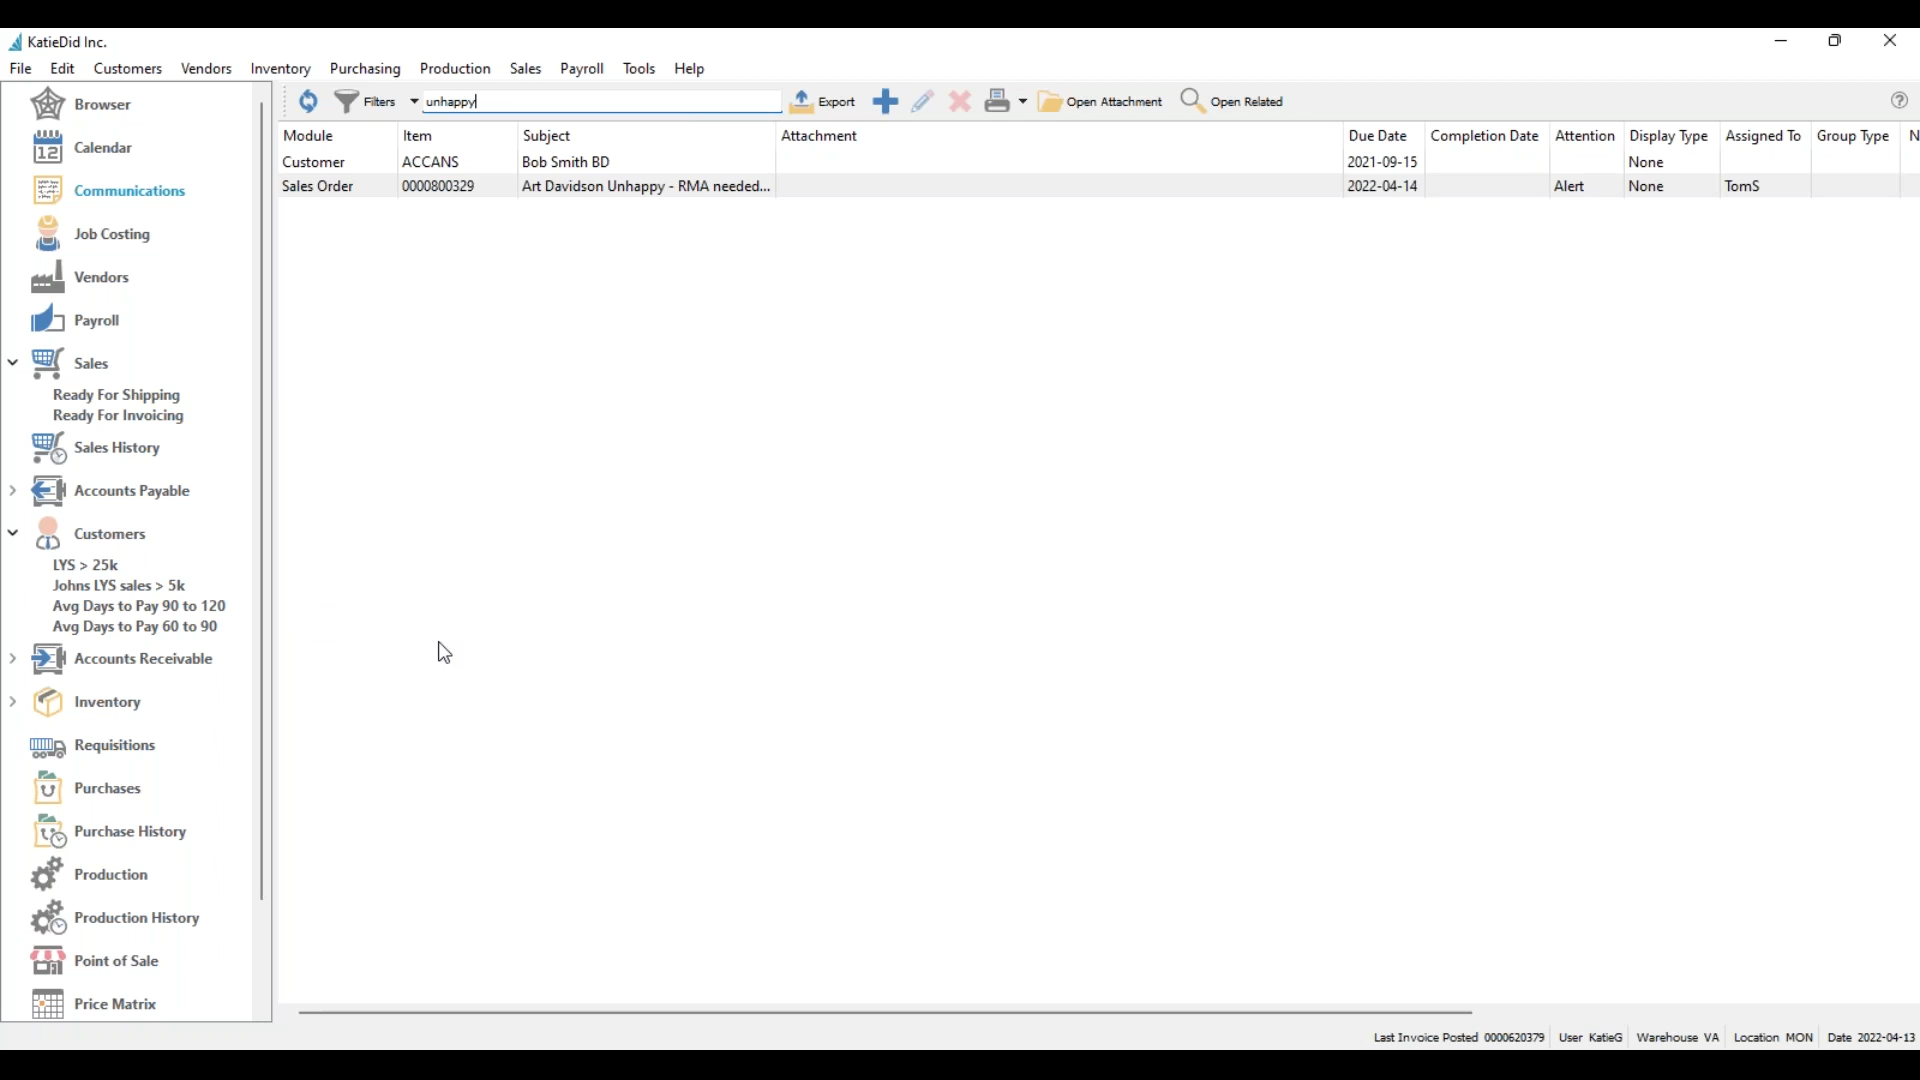 KatieDid Inc.
File Edit Customers Vendors Inventory Purchasing Production Sales Payroll Tools Help
Filters unhappy Export Open Attachment Open Related
Module Item Subject Attachment Due Date Completion Date Attention Display Type Assigned To Group Type N
Customer ACCANS Bob Smith BD 2021-09-15 None
Sales Order 0000800329 Art Davidson Unhappy - RMA needed... 2022-04-14 Alert None TomS
Browser
12 Calendar
Communications
Job Costing
Vendors
Payroll
Sales
Ready For Shipping
Ready For Invoicing
Sales History
Accounts Payable
Customers
LYS > 25k
Johns LYS sales > 5k
Avg Days to Pay 90 to 120
Avg Days to Pay 60 to 90
Accounts Receivable
Inventory
Requisitions
Purchases
Purchase History
Production
Production History
Point of Sale
Price Matrix
Last Invoice Posted 0000620379 User KatieG Warehouse VA Location MON Date 2022-04-13